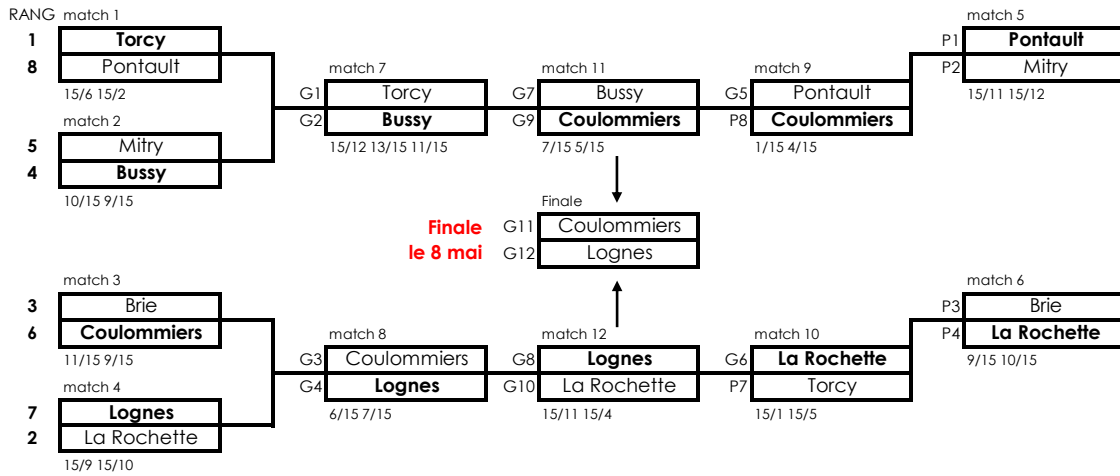 RANG match 1
1 Torcy
8 Pontault
15/6 15/2
match 2
5 Mitry
4 Bussy
10/15 9/15
match 7
G1 Torcy
G2 Bussy
15/12 13/15 11/15
match 11
G7 Bussy
G9 Coulommiers
7/15 5/15
match 9
G5 Pontault
P8 Coulommiers
1/15 4/15
match 5
P1 Pontault
P2 Mitry
15/11 15/12
Finale
Finale G11 Coulommiers
le 8 mai G12 Lognes
match 3
3 Brie
6 Coulommiers
11/15 9/15
match 4
7 Lognes
2 La Rochette
15/9 15/10
match 8
G3 Coulommiers
G4 Lognes
6/15 7/15
match 12
G8 Lognes
G10 La Rochette
15/11 15/4
match 10
G6 La Rochette
P7 Torcy
15/1 15/5
match 6
P3 Brie
P4 La Rochette
9/15 10/15